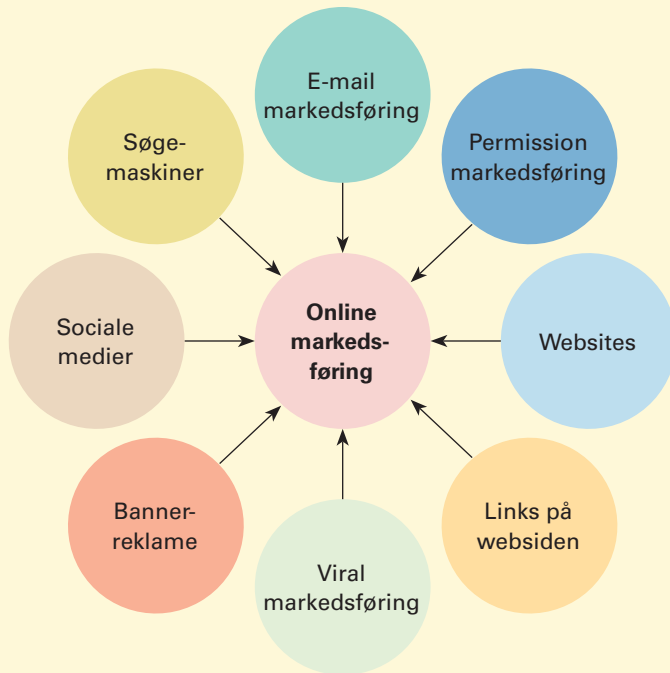 E-mail
markedsføring
Søge-
maskiner
Permission
markedsføring
Sociale
medier
Online
markeds-
føring
Websites
Banner-
reklame
Viral
markedsføring
Links på
websiden